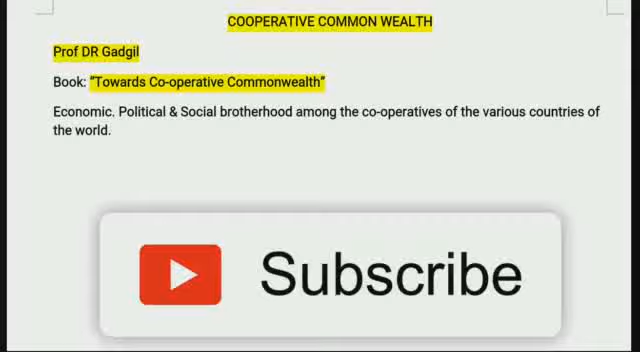 COOPERATIVE COMMON WEALTH
Prof DR Gadgil
Book: "Towards Co-operative Commonwealth"
Economic. Political & Social brotherhood among the co-operatives of the various countries of
the world.
Subscribe